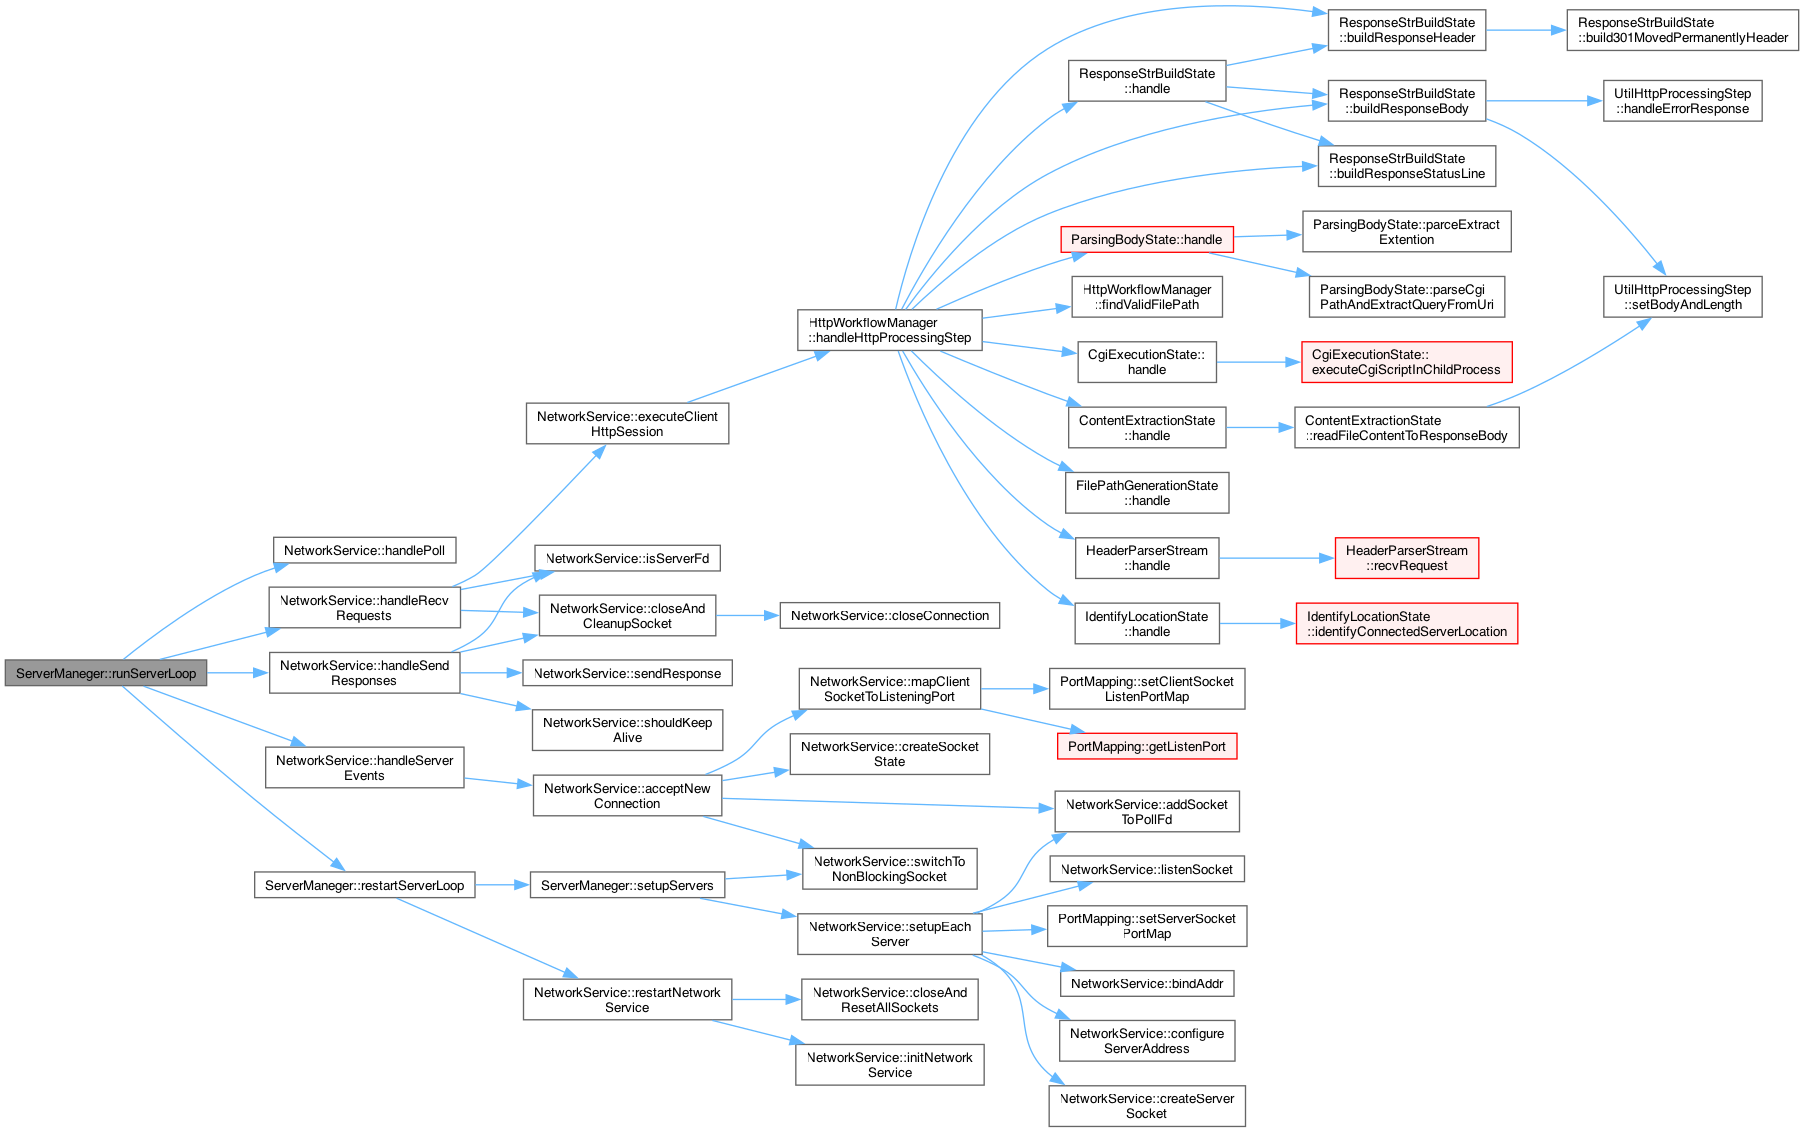 ServerManeger::runServerLoop
NetworkService::handlePoll
NetworkService::handleRecv
Requests
NetworkService::handleSend
Responses
NetworkService::handleServer
Events
ServerManeger::restartServerLoop
NetworkService::executeClient
HttpSession
NetworkService::isServerFd
NetworkService::closeAnd
CleanupSocket
NetworkService::sendResponse
NetworkService::shouldKeep
Alive
NetworkService::acceptNew
Connection
ServerManeger::setupServers
NetworkService::restartNetwork
Service
HttpWorkflowManager
::handleHttpProcessingStep
NetworkService::closeConnection
NetworkService::mapClient
SocketToListeningPort
NetworkService::createSocket
State
NetworkService::switchTo
NonBlockingSocket
NetworkService::setupEach
Server
NetworkService::closeAnd
ResetAllSockets
NetworkService::initNetwork
Service
ResponseStrBuildState
::handle
ParsingBodyState::handle
HttpWorkflowManager
::findValidFilePath
CgiExecutionState::
handle
ContentExtractionState
::handle
FilePathGenerationState
::handle
HeaderParserStream
::handle
IdentifyLocationState
::handle
PortMapping::setClientSocket
ListenPortMap
PortMapping::getListenPort
NetworkService::addSocket
ToPollFd
NetworkService::listenSocket
PortMapping::setServerSocket
PortMap
NetworkService::bindAddr
NetworkService::configure
ServerAddress
NetworkService::createServer
Socket
ResponseStrBuildState
::buildResponseHeader
ResponseStrBuildState
::buildResponseBody
ResponseStrBuildState
::buildResponseStatusLine
ParsingBodyState::parceExtract
Extention
ParsingBodyState::parseCgi
PathAndExtractQueryFromUri
CgiExecutionState::
executeCgiScriptInChildProcess
ContentExtractionState
::readFileContentToResponseBody
HeaderParserStream
::recvRequest
IdentifyLocationState
::identifyConnectedServerLocation
ResponseStrBuildState
::build301MovedPermanentlyHeader
UtilHttpProcessingStep
::handleErrorResponse
UtilHttpProcessingStep
::setBodyAndLength